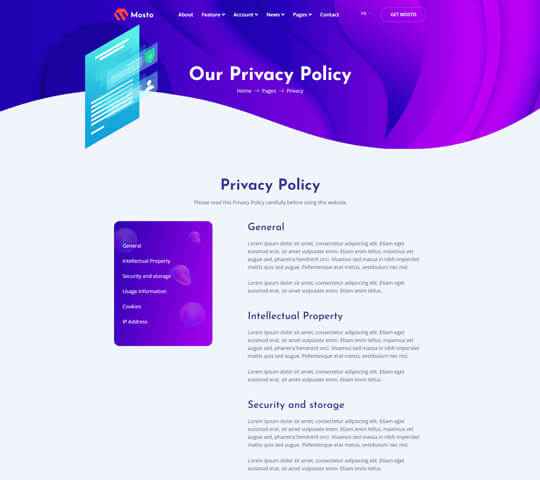 Mosto
About Feature Account News Pages Contact
EN
GET MOSTO
Our Privacy Policy
Home → Pages → Privacy
Privacy Policy
Please read this Privacy Policy carefully before using this website.
General
Intellectual Property
Security and storage
Usage Information
Cookies
IP Address
General
Lorem ipsum dolor sit amet, consectetur adipiscing elit. Etiam eget
euismod erat, sit amet vulputate enim. Etiam enim tellus, maximus vel
augue sed, pharetra hendrerit orci. Vivamus sed massa in nibh imperdiet
mattis quis augue. Pellentesque erat metus, vestibulum nec nisl.
Lorem ipsum dolor sit amet, consectetur adipiscing elit. Etiam eget
euismod erat, sit amet vulputate enim. Etiam enim tellus.
Intellectual Property
Lorem ipsum dolor sit amet, consectetur adipiscing elit. Etiam eget
euismod erat, sit amet vulputate enim. Etiam enim tellus, maximus vel
augue sed, pharetra hendrerit orci. Vivamus sed massa in nibh imperdiet
mattis quis augue. Pellentesque erat metus, vestibulum nec nisl.
Lorem ipsum dolor sit amet, consectetur adipiscing elit. Etiam eget
euismod erat, sit amet vulputate enim. Etiam enim tellus.
Security and storage
Lorem ipsum dolor sit amet, consectetur adipiscing elit. Etiam eget
euismod erat, sit amet vulputate enim. Etiam enim tellus, maximus vel
augue sed, pharetra hendrerit orci. Vivamus sed massa in nibh imperdiet
mattis quis augue. Pellentesque erat metus, vestibulum nec nisl.
Lorem ipsum dolor sit amet, consectetur adipiscing elit. Etiam eget
euismod erat, sit amet vulputate enim. Etiam enim tellus.